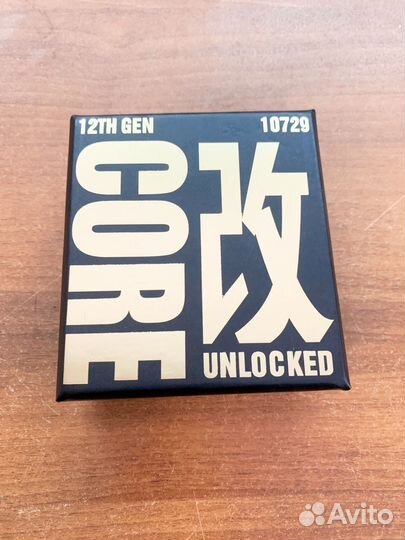 12TH GEN 10729
CORE
改
UNLOCKED
Avito